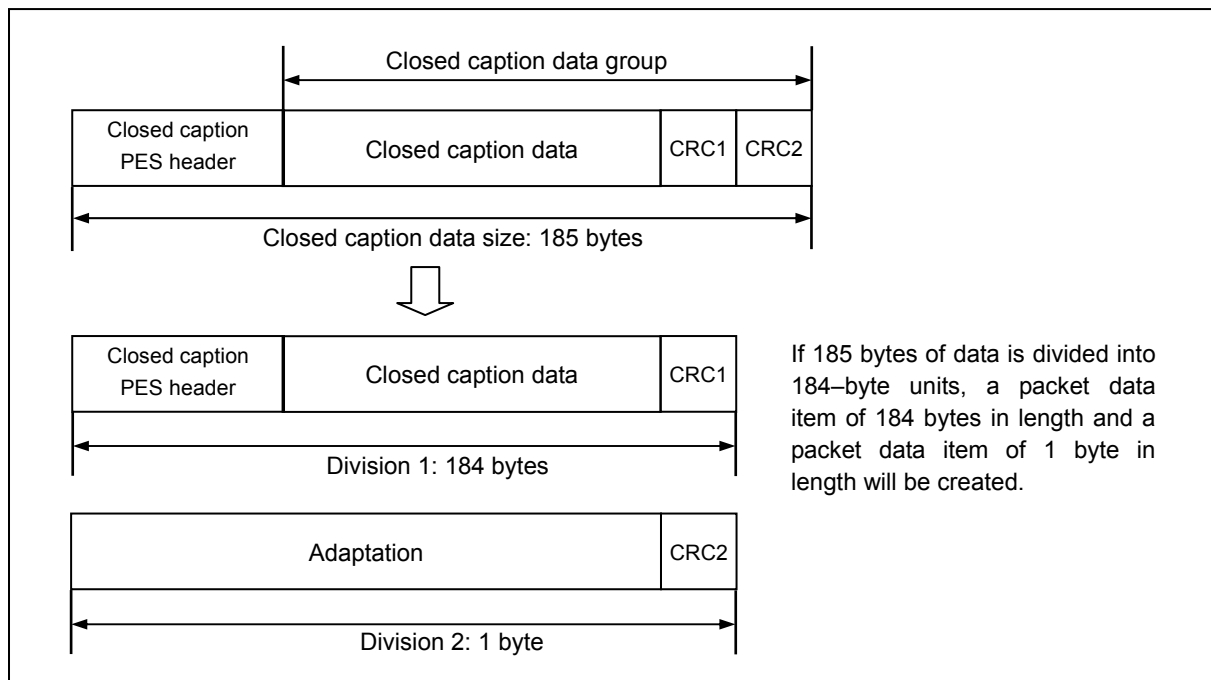 Closed caption data group
Closed caption
PES header
Closed caption data
CRC1
CRC2
Closed caption data size: 185 bytes
Closed caption
PES header
Closed caption data
CRC1
Division 1: 184 bytes
If 185 bytes of data is divided into
184–byte units, a packet data
item of 184 bytes in length and a
packet data item of 1 byte in
length will be created.
Adaptation
CRC2
Division 2: 1 byte